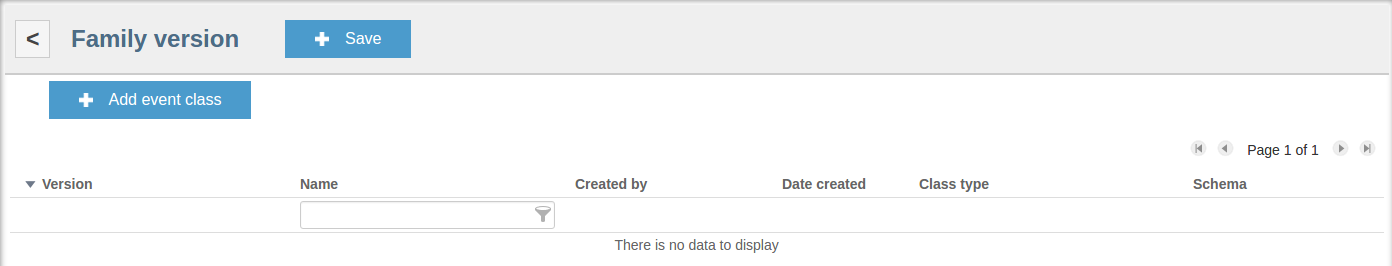 < Family version Save
Add event class
Page 1 of 1
Version Name Created by Date created Class type Schema
There is no data to display